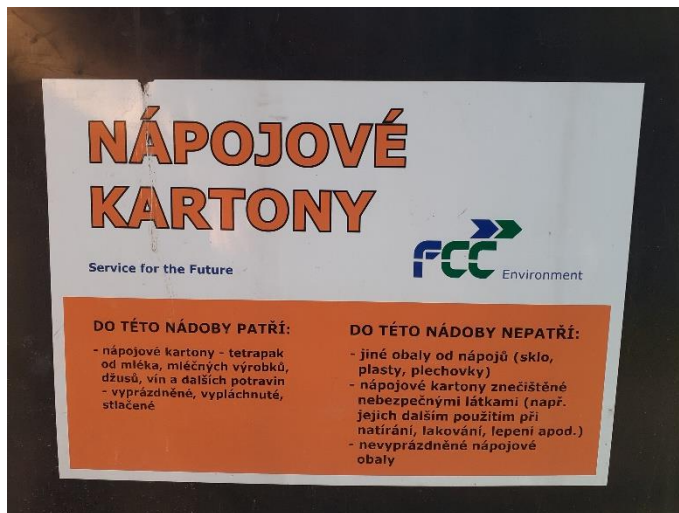 NÁPOJOVÉ
KARTONY
Service for the Future
FCC Environment
DO TÉTO NÁDOBY PATŘÍ:
- nápojové kartony - tetrapak
od mléka, mléčných výrobků,
džusů, vín a dalších potravin
- vyprázdněné, vypláchnuté,
stlačené
DO TÉTO NÁDOBY NEPATŘÍ:
- jiné obaly od nápojů (sklo,
plasty, plechovky)
- nápojové kartony znečištěné
nebezpečnými látkami (např.
jejich dalším použitím při
natírání, lakování, lepení apod.)
- nevyprázdněné nápojové
obaly